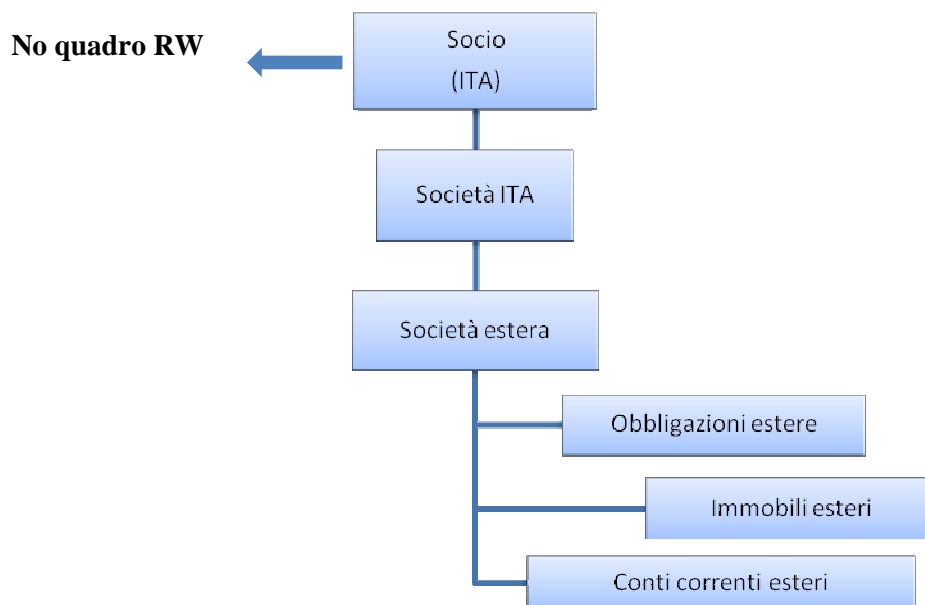 No quadro RW
Socio
(ITA)
Società ITA
Società estera
Obbligazioni estere
Immobili esteri
Conti correnti esteri